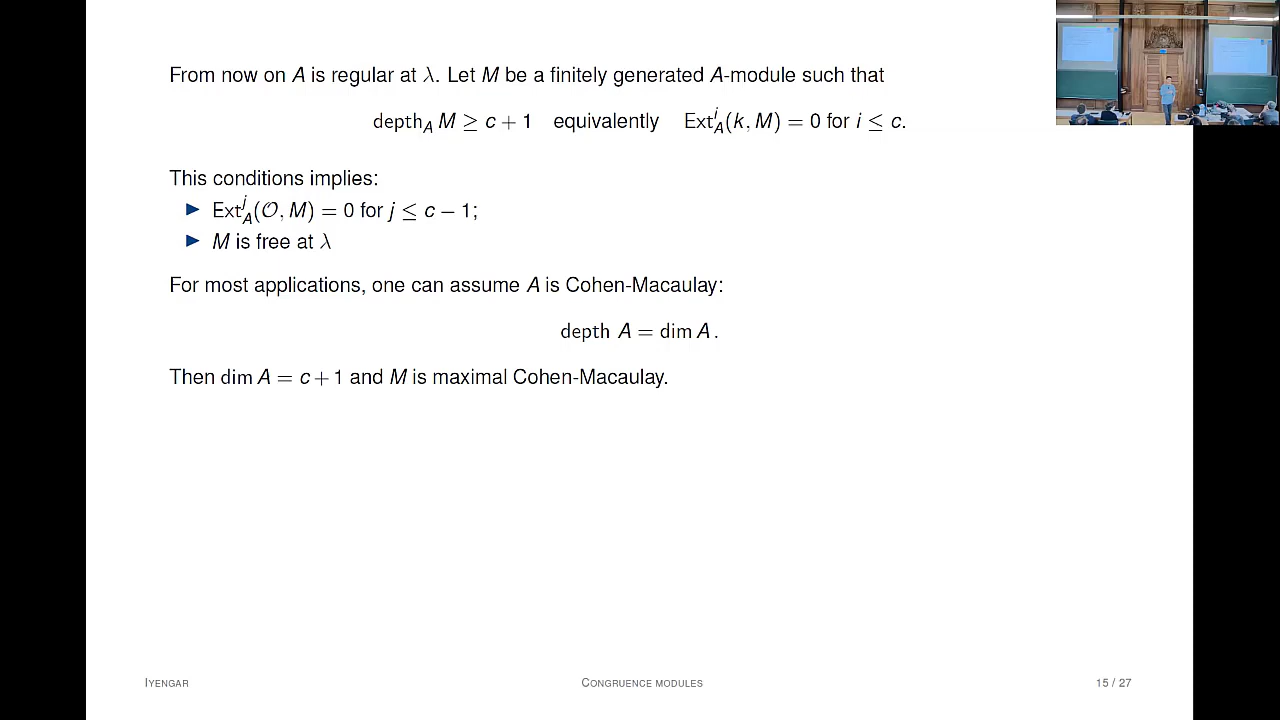 From now on A is regular at λ. Let M be a finitely generated A-module such that
depth_A M ≥ c + 1 equivalently Ext^i_A(k, M) = 0 for i ≤ c.
This conditions implies:
▶ Ext^j_A(𝒪, M) = 0 for j ≤ c − 1;
▶ M is free at λ
For most applications, one can assume A is Cohen-Macaulay:
depth A = dim A.
Then dim A = c + 1 and M is maximal Cohen-Macaulay.
IYENGAR CONGRUENCE MODULES 15 / 27